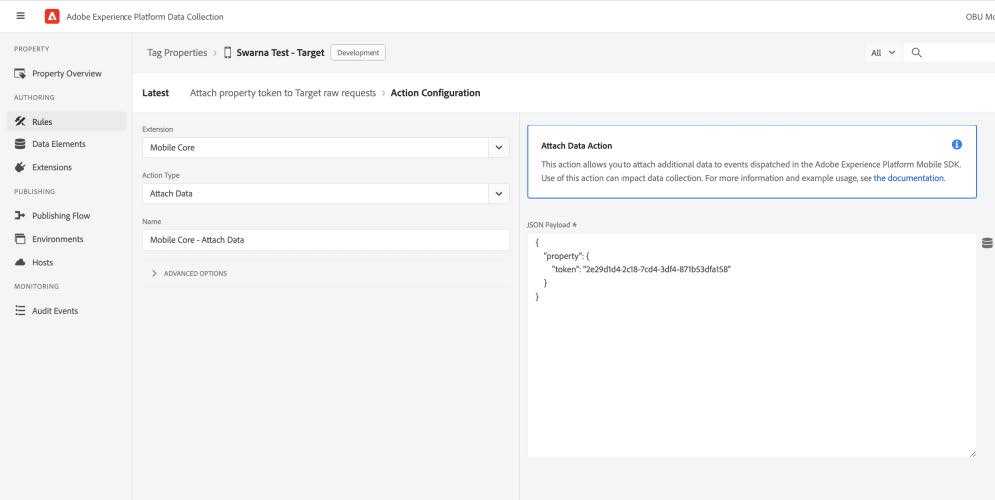 Adobe Experience Platform Data Collection
OBU Mo
PROPERTY
Property Overview
AUTHORING
Rules
Data Elements
Extensions
PUBLISHING
Publishing Flow
Environments
Hosts
MONITORING
Audit Events
Tag Properties > Swarna Test - Target Development
All
Latest Attach property token to Target raw requests > Action Configuration
Extension
Mobile Core
Action Type
Attach Data
Name
Mobile Core - Attach Data
ADVANCED OPTIONS
Attach Data Action
This action allows you to attach additional data to events dispatched in the Adobe Experience Platform Mobile SDK.
Use of this action can impact data collection. For more information and example usage, see the documentation.
JSON Payload *
{
"property": {
"token": "2e29d1d4-2c18-7cd4-3df4-871b53dfa158"
}
}